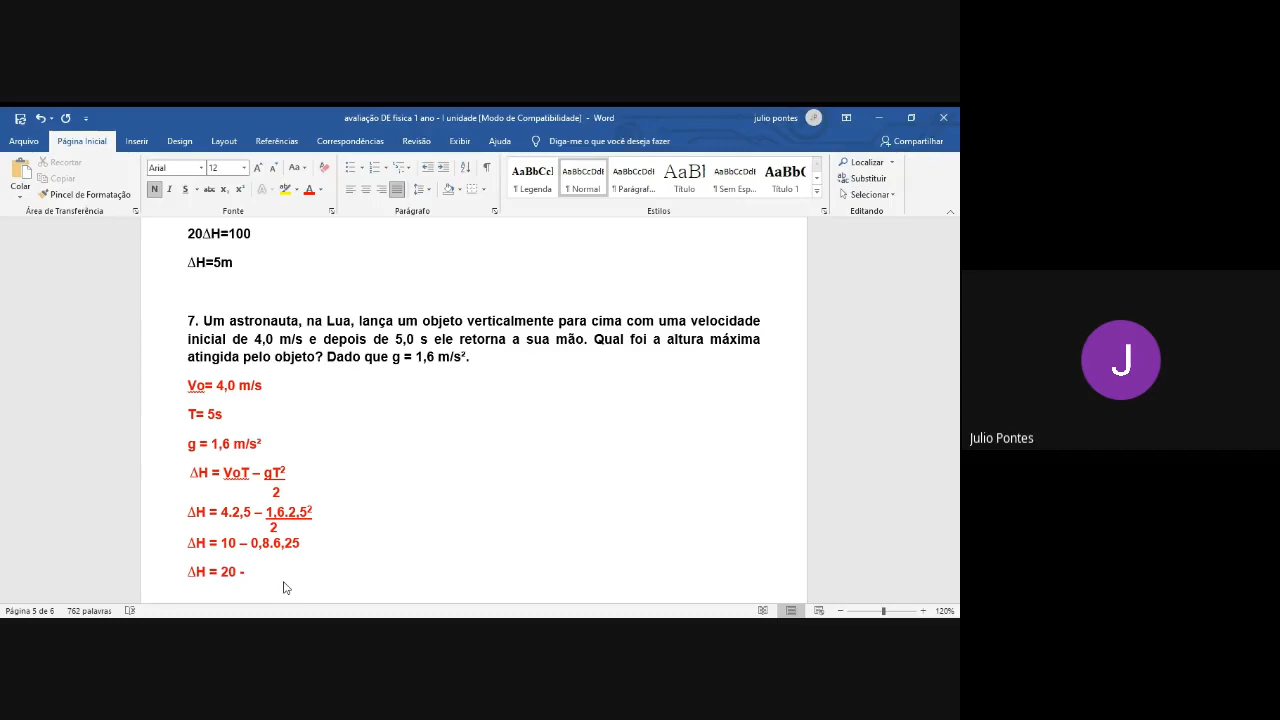 avaliação DE fisica 1 ano - I unidade [Modo de Compatibilidade] - Word
julio pontes
JP
Arquivo
Página Inicial
Inserir
Design
Layout
Referências
Correspondências
Revisão
Exibir
Ajuda
Diga-me o que você deseja fazer
Compartilhar
Colar
Recortar
Copiar
Pincel de Formatação
Área de Transferência
Arial
12
N I S abc x₂ x²
Fonte
Parágrafo
AaBbCcI
¶ Legenda
AaBbCcDdI
¶ Normal
AaBbCcDdI
¶ Parágraf...
AaBl
Título
AaBbCcDdI
¶ Sem Esp...
AaBbC
Título 1
Estilos
Localizar
Substituir
Selecionar
Editando
20∆H=100
∆H=5m
7. Um astronauta, na Lua, lança um objeto verticalmente para cima com uma velocidade
inicial de 4,0 m/s e depois de 5,0 s ele retorna a sua mão. Qual foi a altura máxima
atingida pelo objeto? Dado que g = 1,6 m/s².
Vo= 4,0 m/s
T= 5s
g = 1,6 m/s²
∆H = VoT – gT²
2
∆H = 4.2,5 – 1,6.2,5²
2
∆H = 10 – 0,8.6,25
∆H = 20 -
Página 5 de 6
762 palavras
120%
J
Julio Pontes